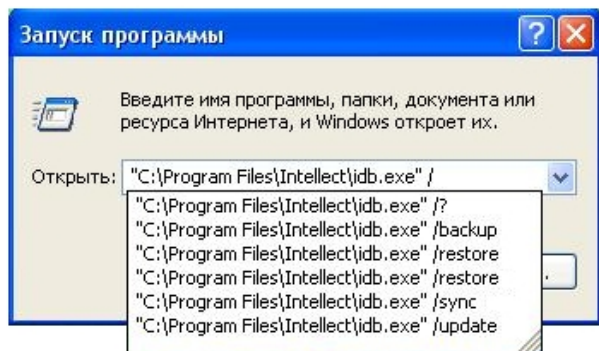 Запуск программы
Введите имя программы, папки, документа или
ресурса Интернета, и Windows откроет их.
Открыть: "C:\Program Files\Intellect\idb.exe" /
"C:\Program Files\Intellect\idb.exe" /?
"C:\Program Files\Intellect\idb.exe" /backup
"C:\Program Files\Intellect\idb.exe" /restore
"C:\Program Files\Intellect\idb.exe" /restore
"C:\Program Files\Intellect\idb.exe" /sync
"C:\Program Files\Intellect\idb.exe" /update